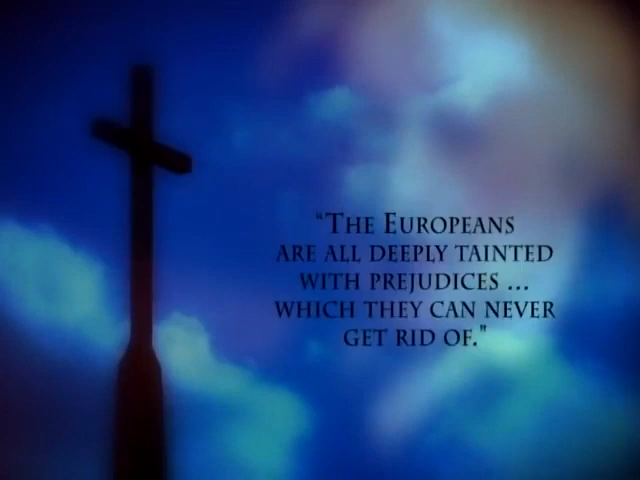 "The Europeans
are all deeply tainted
with prejudices ...
which they can never
get rid of."